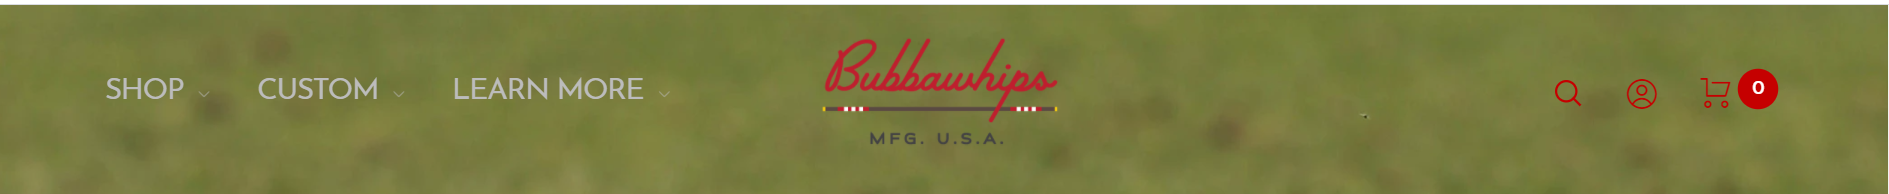 SHOP
CUSTOM
LEARN MORE
Bubbawhips
MFG. U.S.A.
0